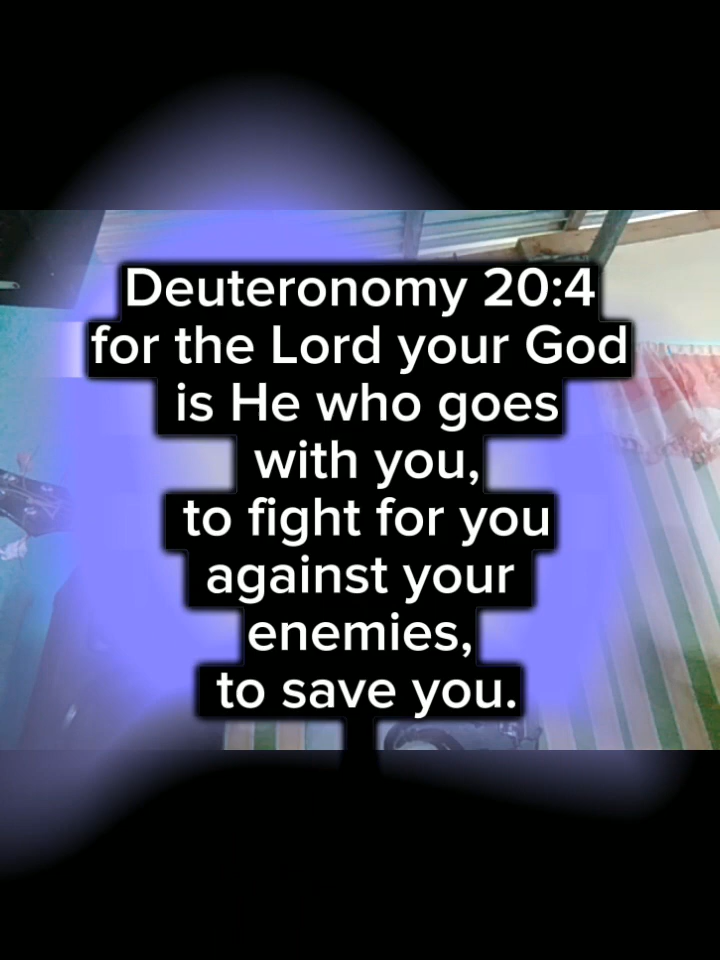 Deuteronomy 20:4
for the Lord your God
is He who goes
with you,
to fight for you
against your
enemies,
to save you.